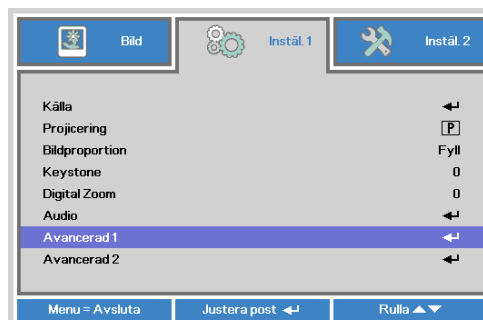 Bild Instäl. 1 Instäl. 2
Källa
Projicering P
Bildproportion Fyll
Keystone 0
Digital Zoom 0
Audio
Avancerad 1
Avancerad 2
Menu = Avsluta Justera post Rulla